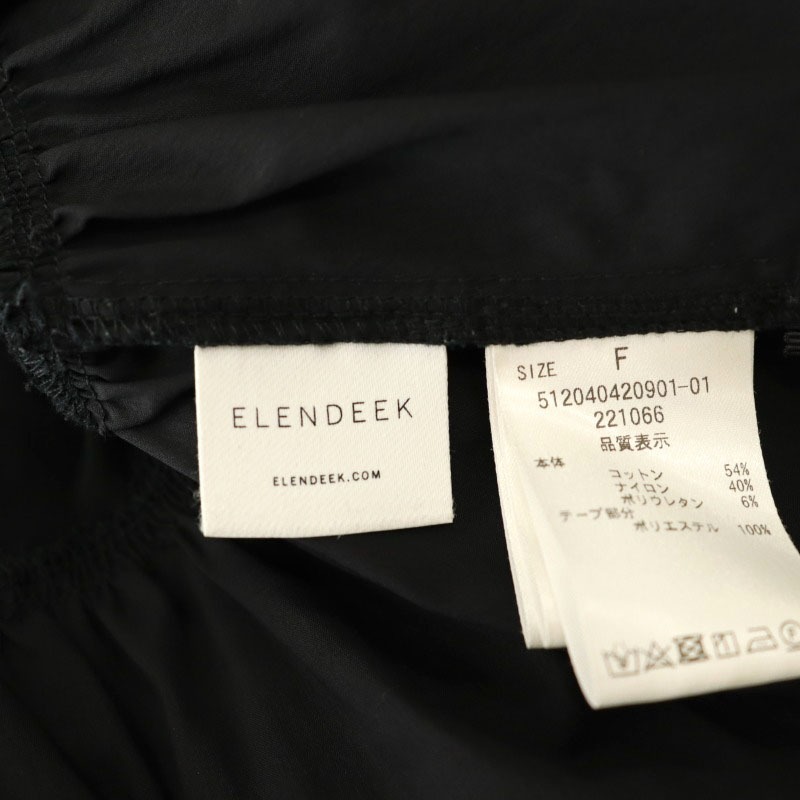 ELENDEEK
ELENDEEK.COM
SIZE F
512040420901-01
221066
品質表示
本体
コットン 54%
ナイロン 40%
ポリウレタン 6%
テープ部分
ポリエステル 100%